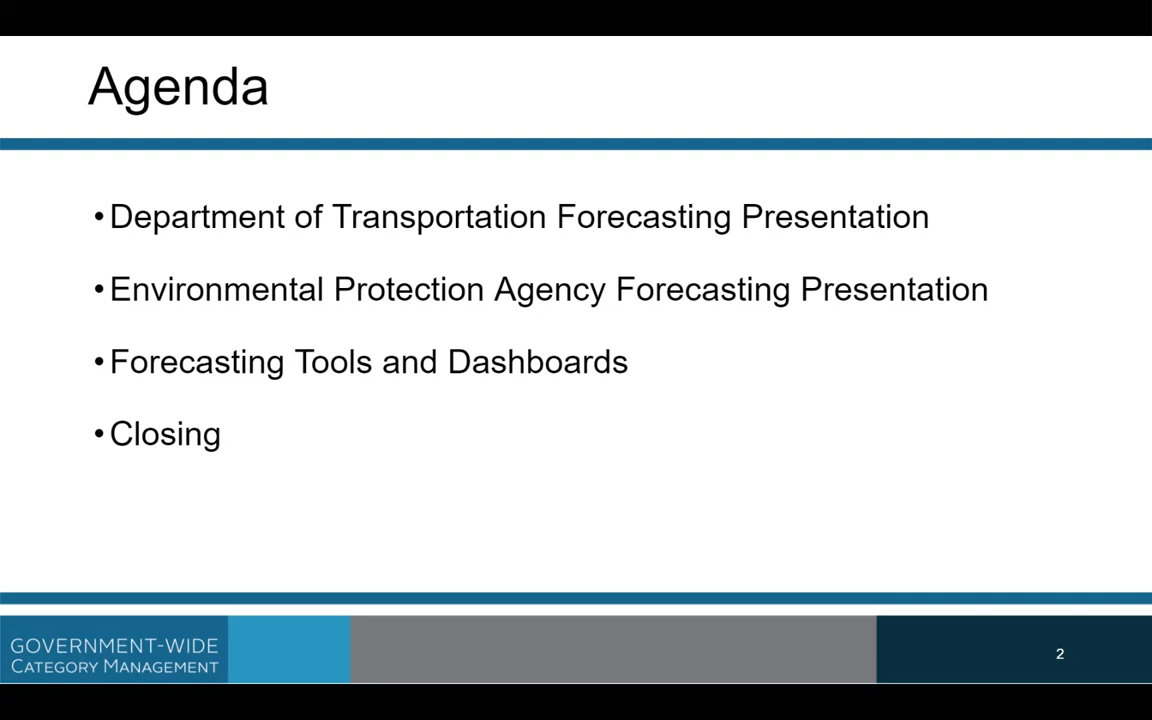 Agenda
•Department of Transportation Forecasting Presentation
•Environmental Protection Agency Forecasting Presentation
•Forecasting Tools and Dashboards
•Closing
GOVERNMENT-WIDE
CATEGORY MANAGEMENT
2